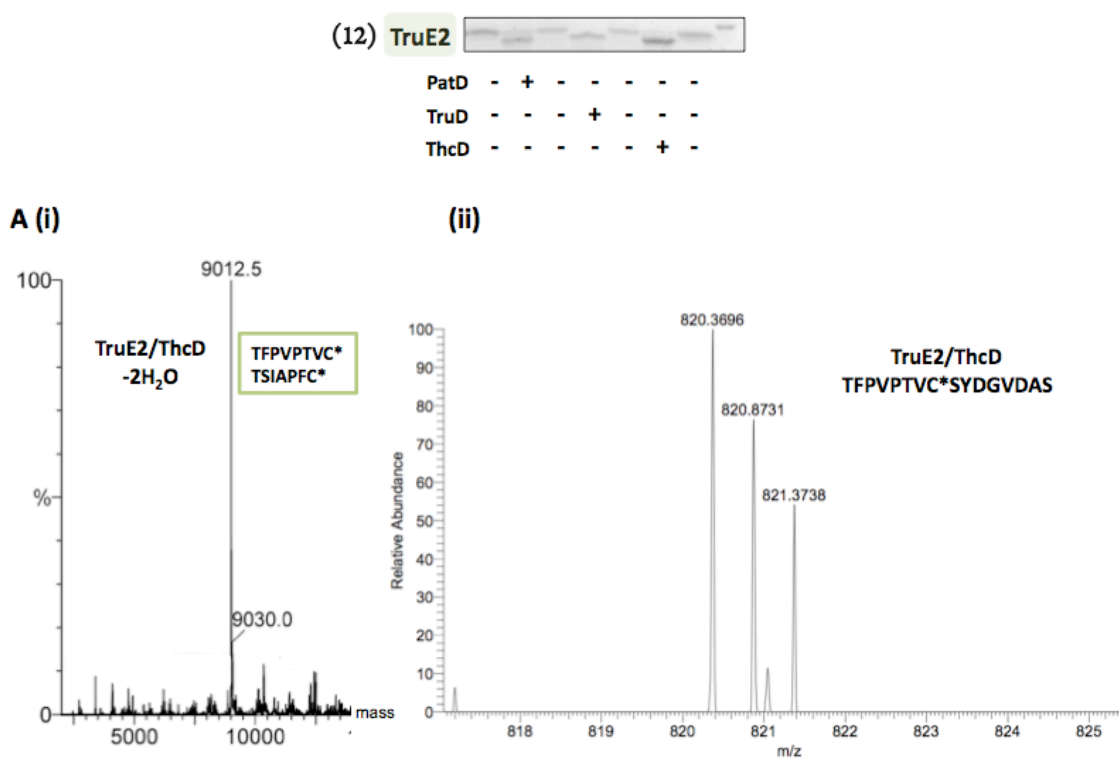 (12) TruE2
PatD - + - - - - -
TruD - - - + - - -
ThcD - - - - - + -
A (i)
(ii)
9012.5
100
TruE2/ThcD
-2H₂O
TFPVPTVC*
TSIAPFC*
%
9030.0
0
mass
5000 10000
820.3696
100
TruE2/ThcD
TFPVPTVC*SYDGVDAS
90
820.8731
80
70
60
821.3738
50
40
30
20
10
0
Relative Abundance
818 819 820 821 822 823 824 825
m/z